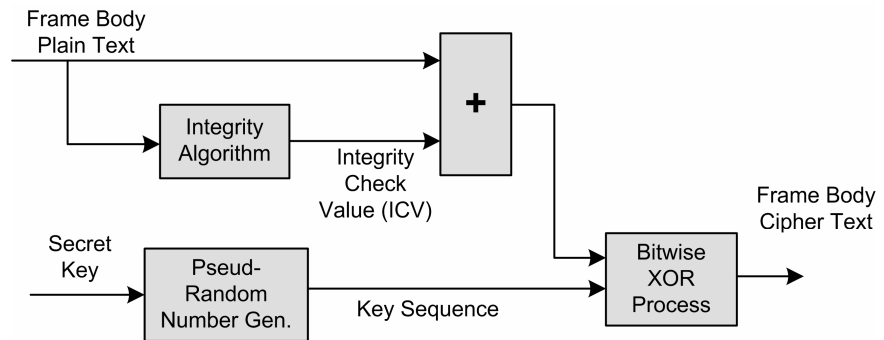 Frame Body
Plain Text
+
Integrity
Algorithm
Integrity
Check
Value (ICV)
Frame Body
Cipher Text
Secret
Key
Pseud-
Random
Number Gen.
Key Sequence
Bitwise
XOR
Process